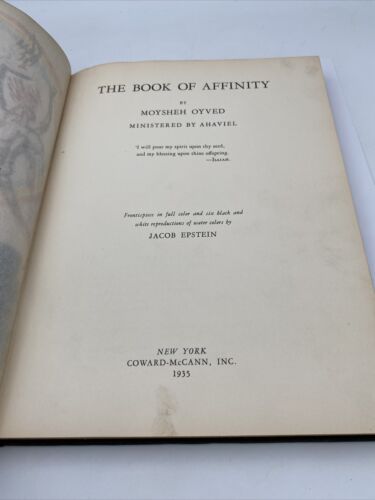 THE BOOK OF AFFINITY
BY
MOYSHEH OYVED
MINISTERED BY AHAVIEL
'I will pour my spirit upon thy seed,
and my blessing upon thine offspring.
—ISAIAH.
Frontispiece in full color and six black and
white reproductions of water colors by
JACOB EPSTEIN
NEW YORK
COWARD-McCANN, INC.
1935